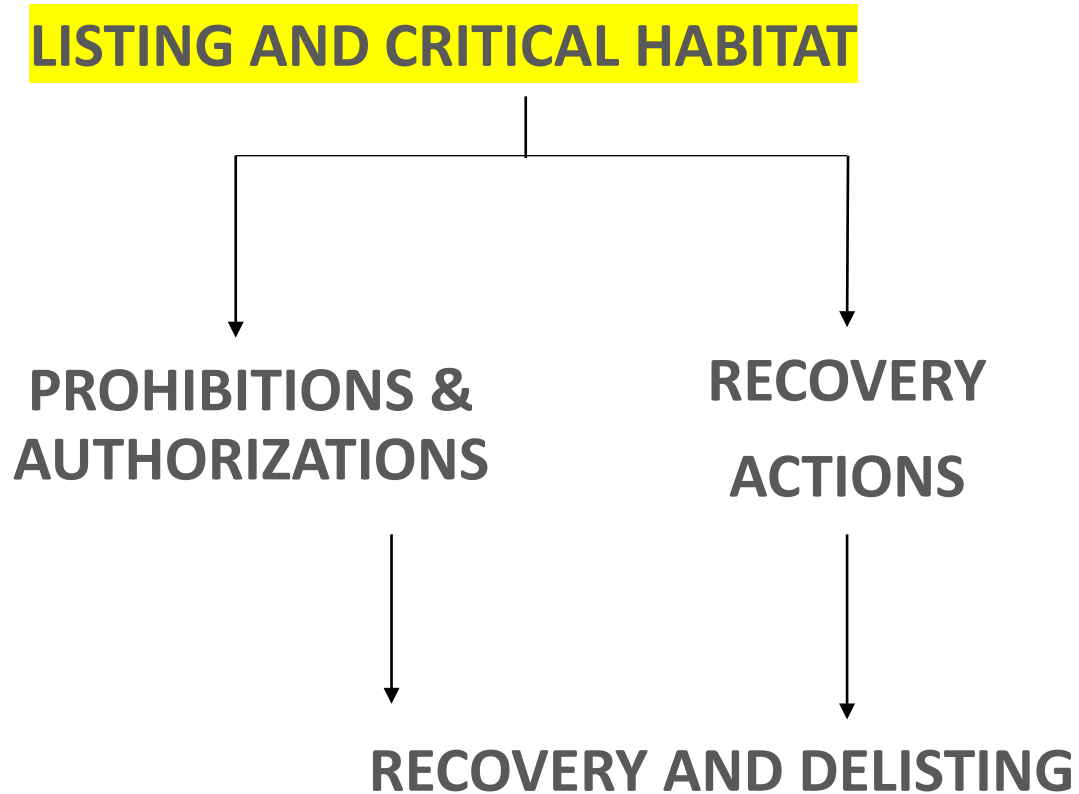 LISTING AND CRITICAL HABITAT
PROHIBITIONS &
AUTHORIZATIONS
RECOVERY
ACTIONS
RECOVERY AND DELISTING